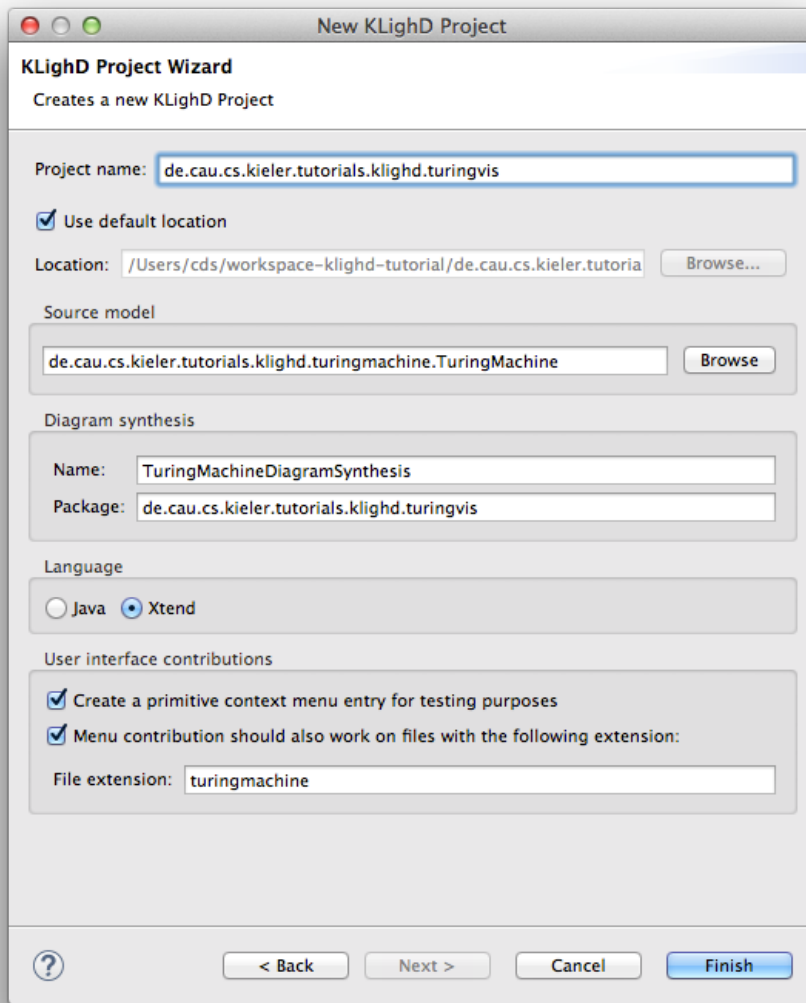 New KLighD Project
KLighD Project Wizard
Creates a new KLighD Project
Project name: de.cau.cs.kieler.tutorials.klighd.turingvis
Use default location
Location: /Users/cds/workspace-klighd-tutorial/de.cau.cs.kieler.tutoria Browse...
Source model
de.cau.cs.kieler.tutorials.klighd.turingmachine.TuringMachine Browse
Diagram synthesis
Name: TuringMachineDiagramSynthesis
Package: de.cau.cs.kieler.tutorials.klighd.turingvis
Language
Java Xtend
User interface contributions
Create a primitive context menu entry for testing purposes
Menu contribution should also work on files with the following extension:
File extension: turingmachine
? < Back Next > Cancel Finish